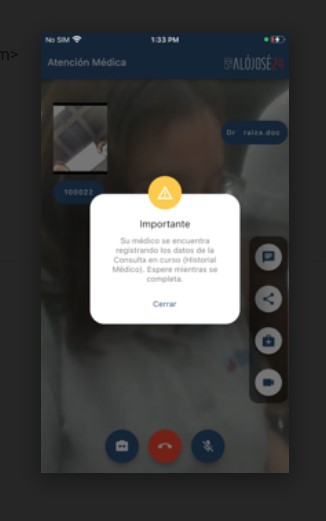 m>
No SIM 1:33 PM
Atención Médica
ALÓJOSÉ24
Dr raiza.doc
100022
Importante
Su médico se encuentra
registrando los datos de la
Consulta en curso (Historial
Médico). Espere mientras se
completa.
Cerrar